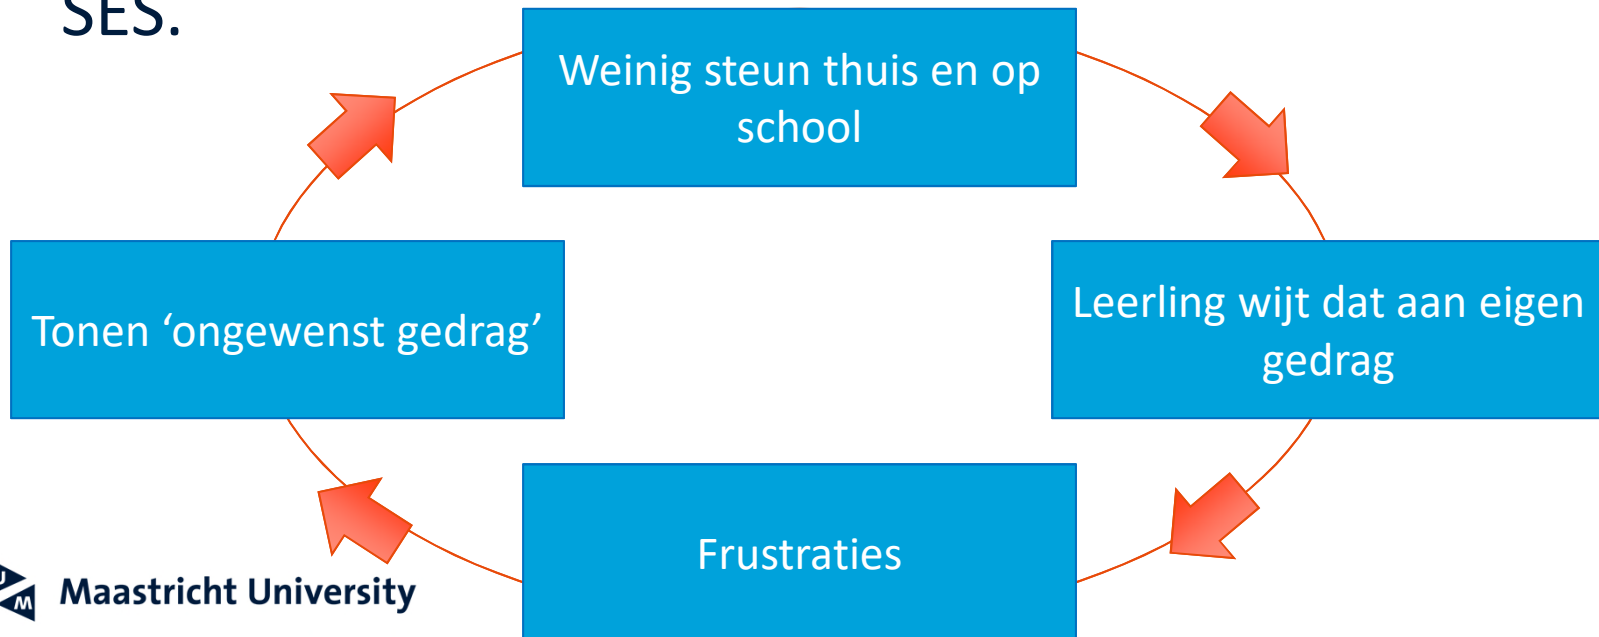 SES.
Weinig steun thuis en op
school
Tonen ‘ongewenst gedrag’
Leerling wijt dat aan eigen
gedrag
Frustraties
U
M
Maastricht University